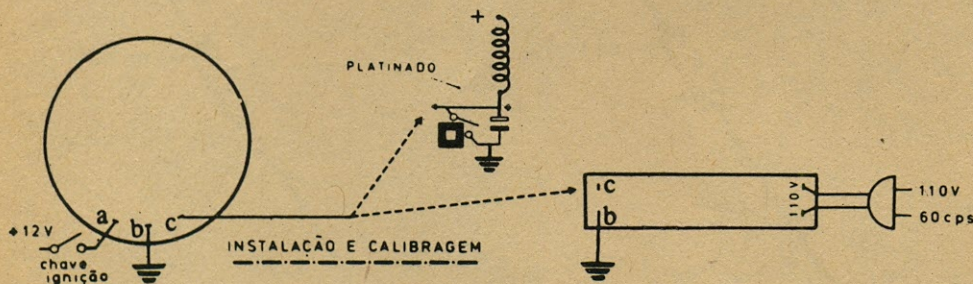 +
PLATINADO
a
b
c
+12V
chave
ignição
INSTALAÇÃO E CALIBRAGEM
c
b
110V
110V
60cps